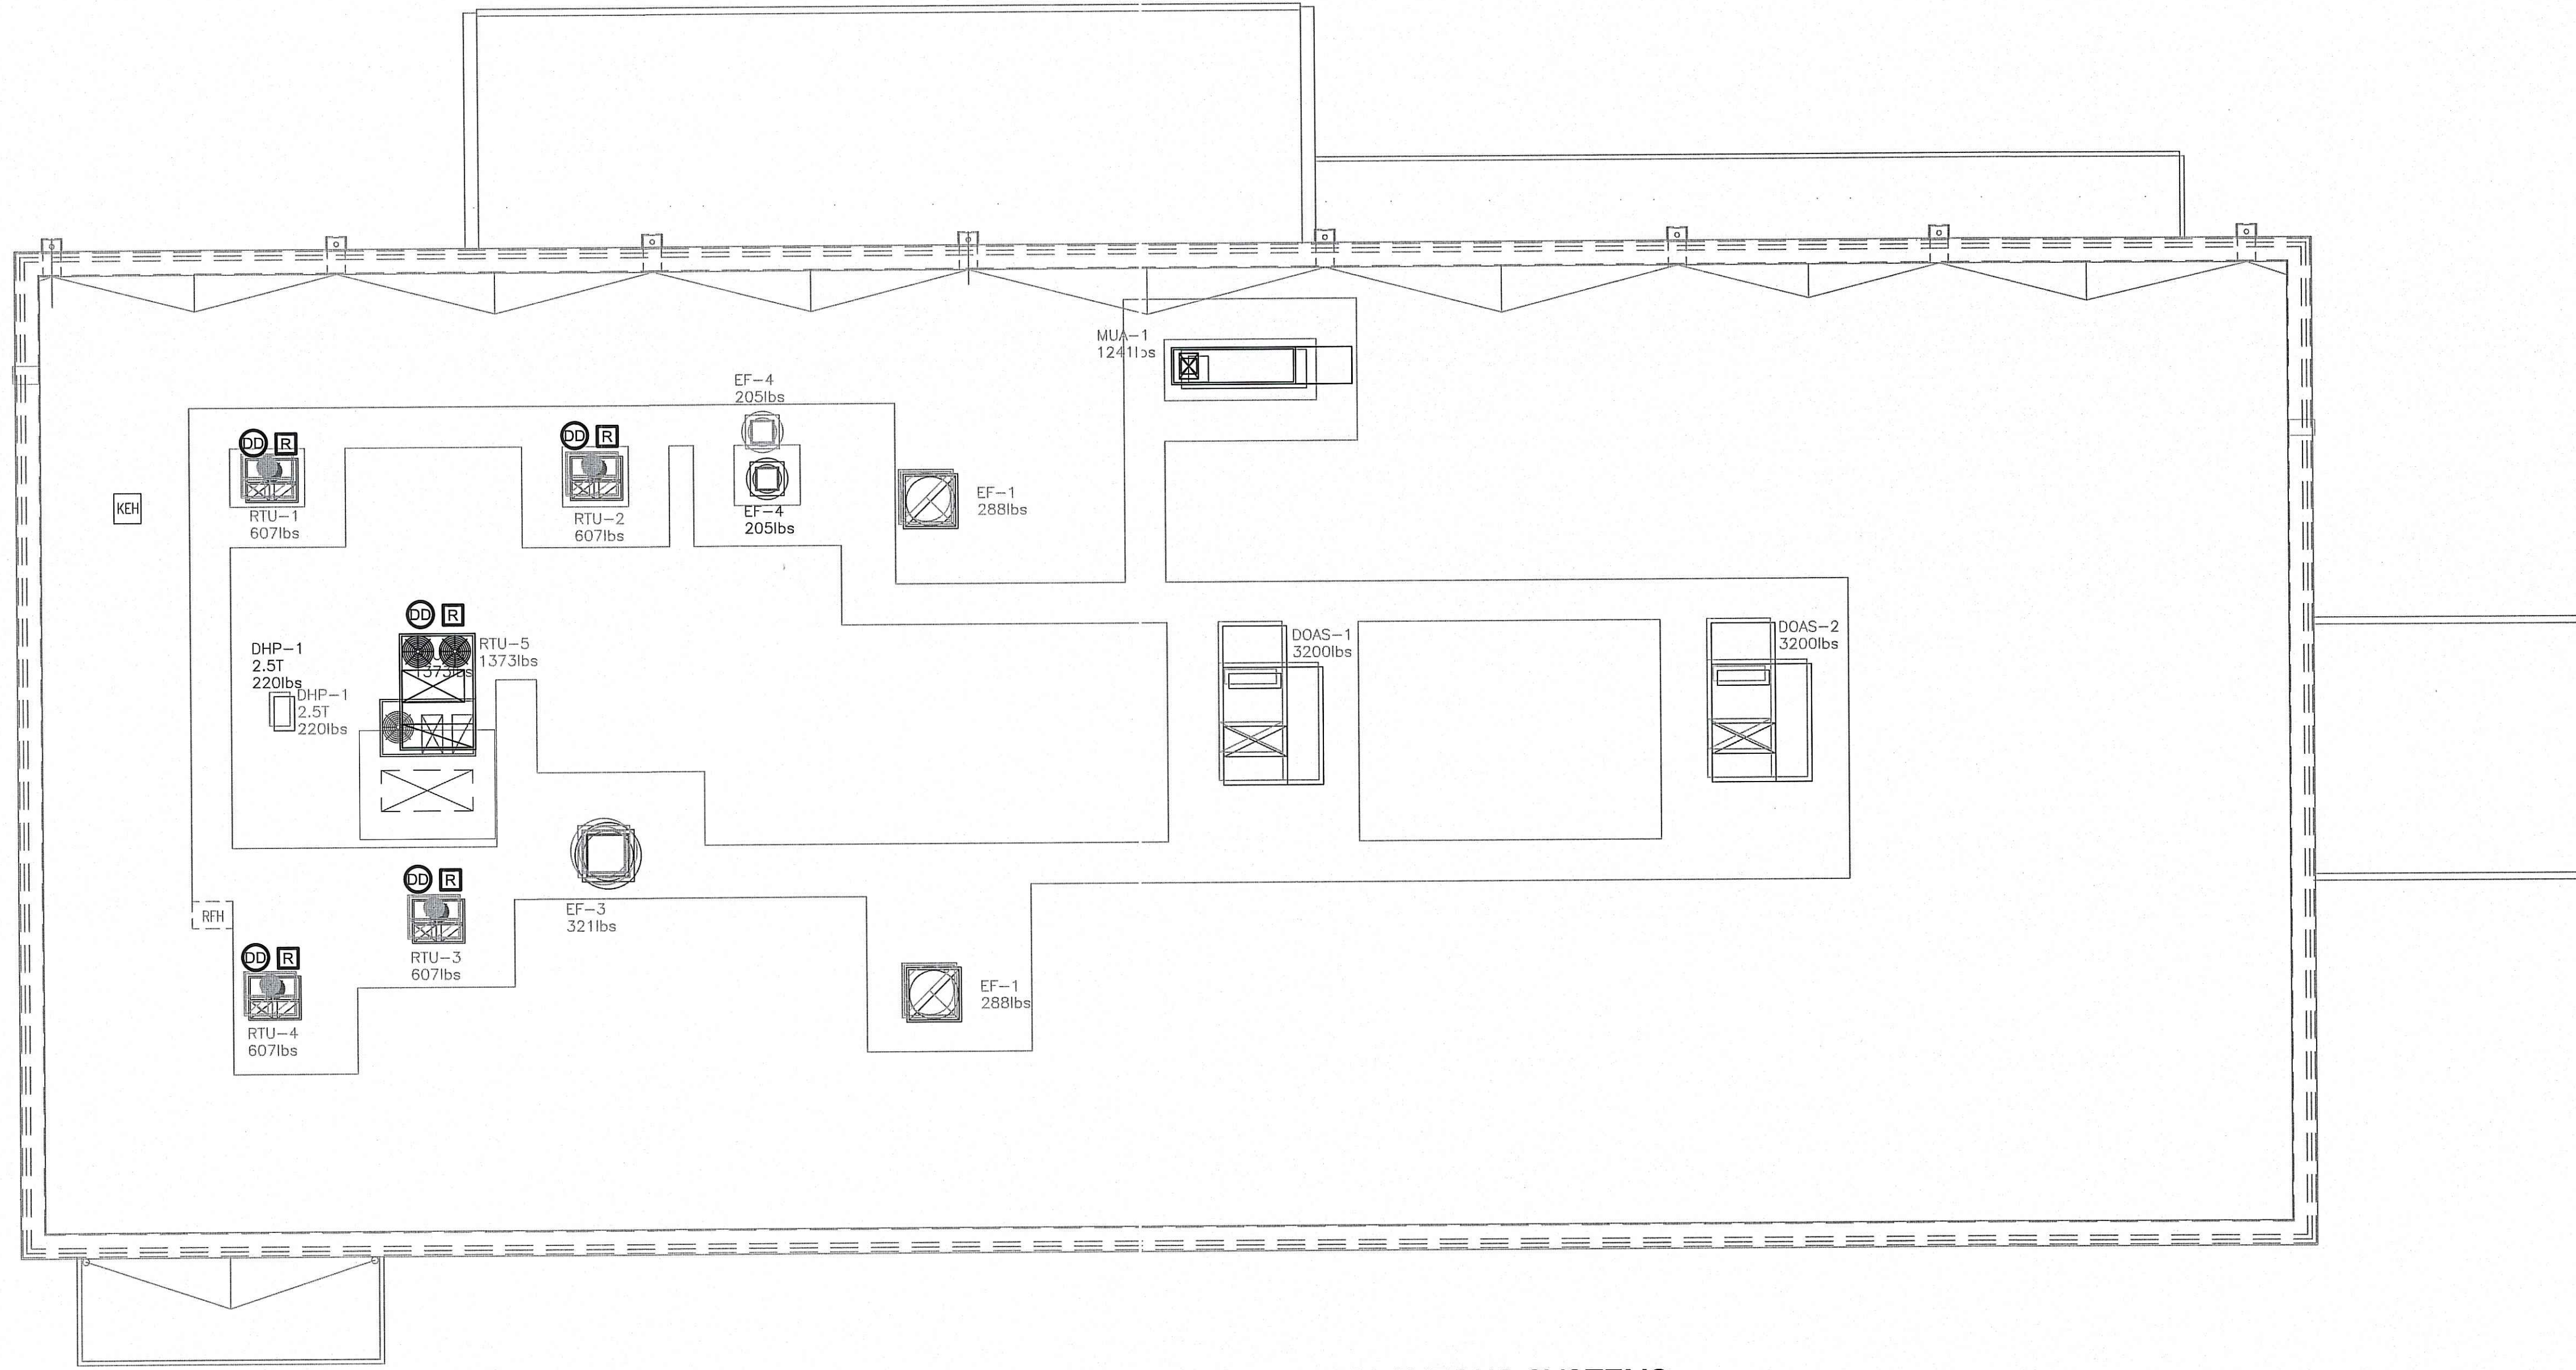 MUA-1
1241lbs
EF-4
205lbs
DD R
DD R
RTU-1
607lbs
RTU-2
607lbs
EF-4
205lbs
EF-1
288lbs
KEH
DD R
RTU-5
1373lbs
1373lbs
DHP-1
2.5T
220lbs
DHP-1
2.5T
220lbs
DOAS-1
3200lbs
DOAS-2
3200lbs
DD R
RFH
EF-3
321lbs
RTU-3
607lbs
DD R
RTU-4
607lbs
EF-1
288lbs